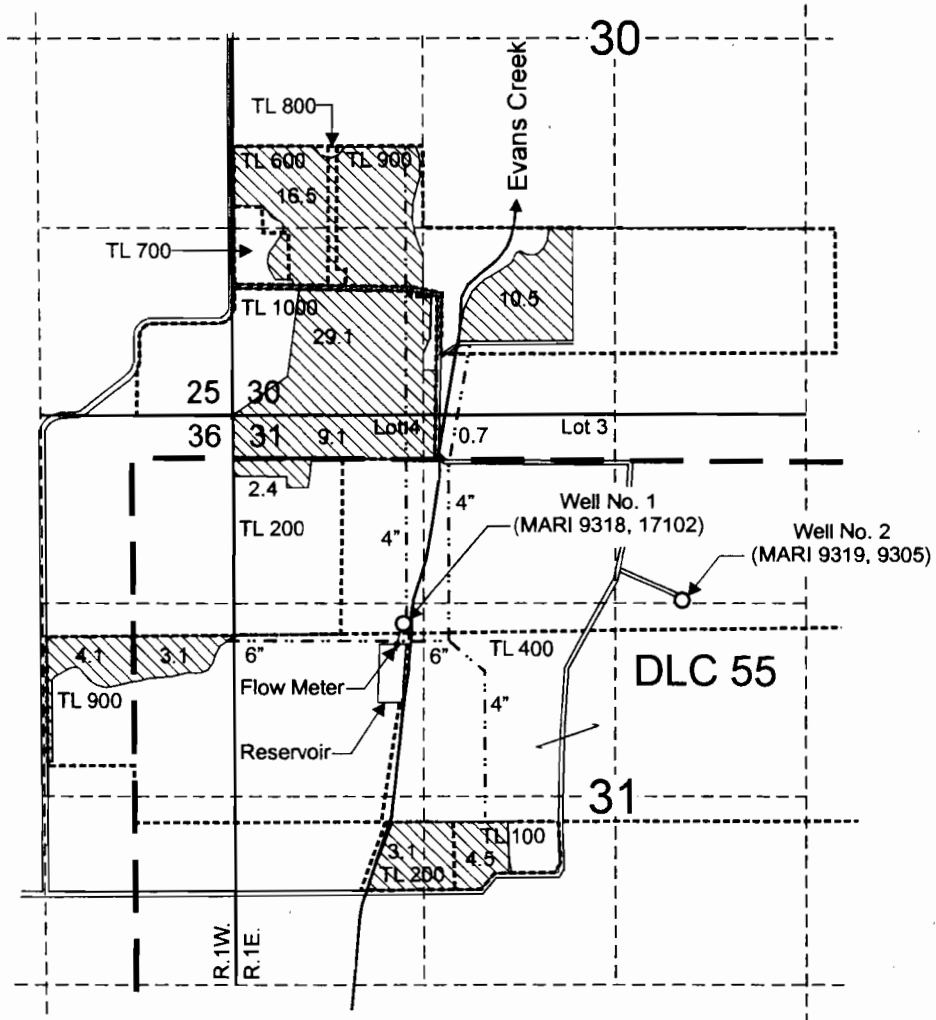 30
Evans Creek
TL 800
TL 600
TL 900
16.5
TL 700
10.5
TL 1000
29.1
25
30
36
31
9.1
Lot 4
0.7
Lot 3
2.4
TL 200
4"
4"
Well No. 1
(MARI 9318, 17102)
Well No. 2
(MARI 9319, 9305)
4.1
3.1
6"
6"
TL 400
DLC 55
TL 900
Flow Meter
4"
Reservoir
31
3.1
TL 200
4.5
TL 100
R.1W.
R.1E.